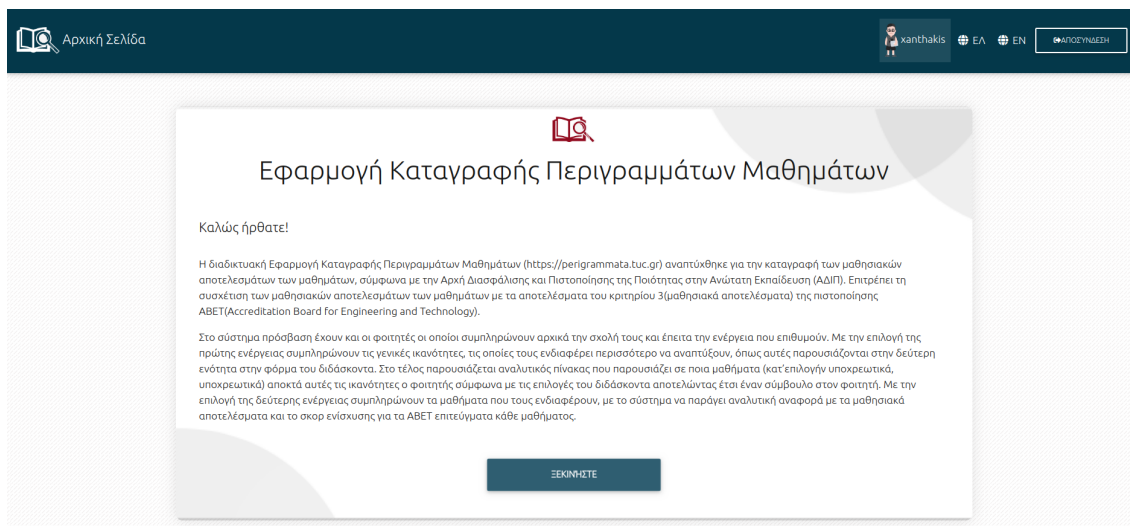 Αρχική Σελίδα
xanthakis
ΕΛ
EN
ΑΠΟΣΥΝΔΕΣΗ
Εφαρμογή Καταγραφής Περιγραμμάτων Μαθημάτων
Καλώς ήρθατε!
Η διαδικτυακή Εφαρμογή Καταγραφής Περιγραμμάτων Μαθημάτων (https://perigrammata.tuc.gr) αναπτύχθηκε για την καταγραφή των μαθησιακών
αποτελεσμάτων των μαθημάτων, σύμφωνα με την Αρχή Διασφάλισης και Πιστοποίησης της Ποιότητας στην Ανώτατη Εκπαίδευση (ΑΔΙΠ). Επιτρέπει τη
συσχέτιση των μαθησιακών αποτελεσμάτων των μαθημάτων με τα αποτελέσματα του κριτηρίου 3(μαθησιακά αποτελέσματα) της πιστοποίησης
ABET(Accreditation Board for Engineering and Technology).
Στο σύστημα πρόσβαση έχουν και οι φοιτητές οι οποίοι συμπληρώνουν αρχικά την σχολή τους και έπειτα την ενέργεια που επιθυμούν. Με την επιλογή της
πρώτης ενέργειας συμπληρώνουν τις γενικές ικανότητες, τις οποίες τους ενδιαφέρει περισσότερο να αναπτύξουν, όπως αυτές παρουσιάζονται στην δεύτερη
ενότητα στην φόρμα του διδάσκοντα. Στο τέλος παρουσιάζεται αναλυτικός πίνακας που παρουσιάζει σε ποια μαθήματα (κατ'επιλογήν υποχρεωτικά,
υποχρεωτικά) αποκτά αυτές τις ικανότητες ο φοιτητής σύμφωνα με τις επιλογές του διδάσκοντα αποτελώντας έτσι έναν σύμβουλο στον φοιτητή. Με την
επιλογή της δεύτερης ενέργειας συμπληρώνουν τα μαθήματα που τους ενδιαφέρουν, με το σύστημα να παράγει αναλυτική αναφορά με τα μαθησιακά
αποτελέσματα και το σκορ ενίσχυσης για τα ABET επιτεύγματα κάθε μαθήματος.
ΞΕΚΙΝΉΣΤΕ